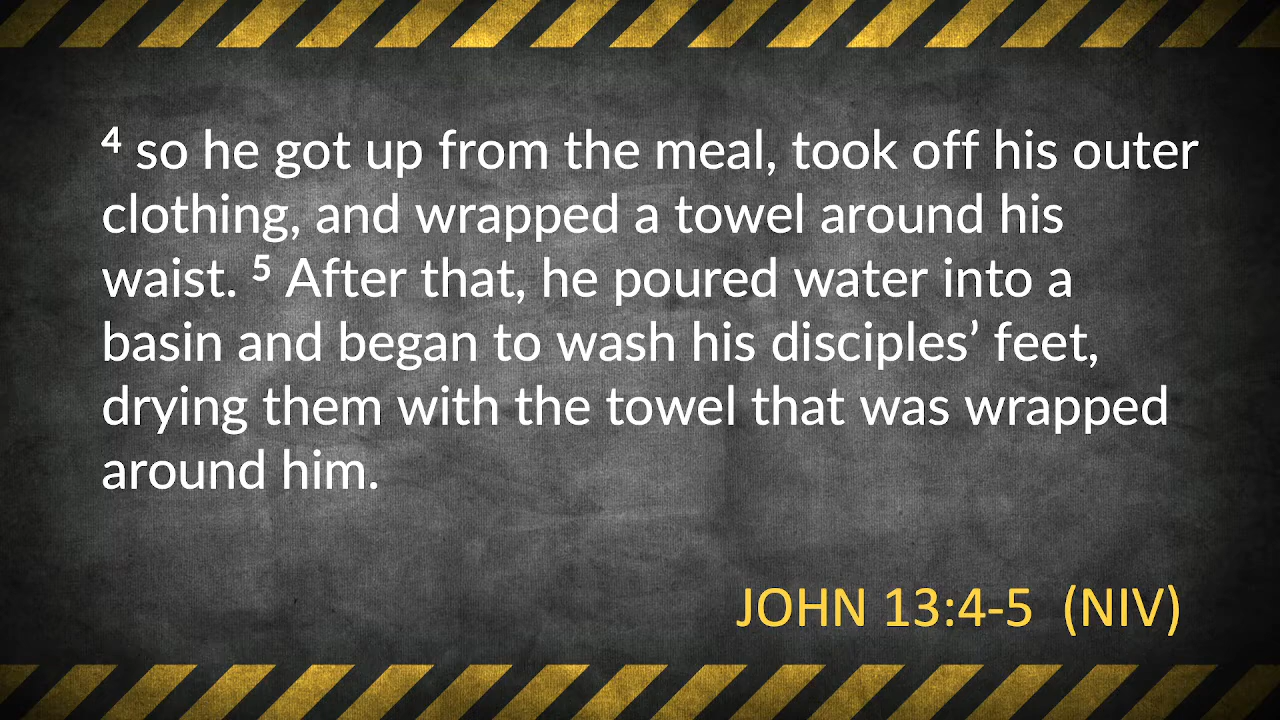 ⁴ so he got up from the meal, took off his outer
clothing, and wrapped a towel around his
waist. ⁵ After that, he poured water into a
basin and began to wash his disciples’ feet,
drying them with the towel that was wrapped
around him.
JOHN 13:4-5 (NIV)